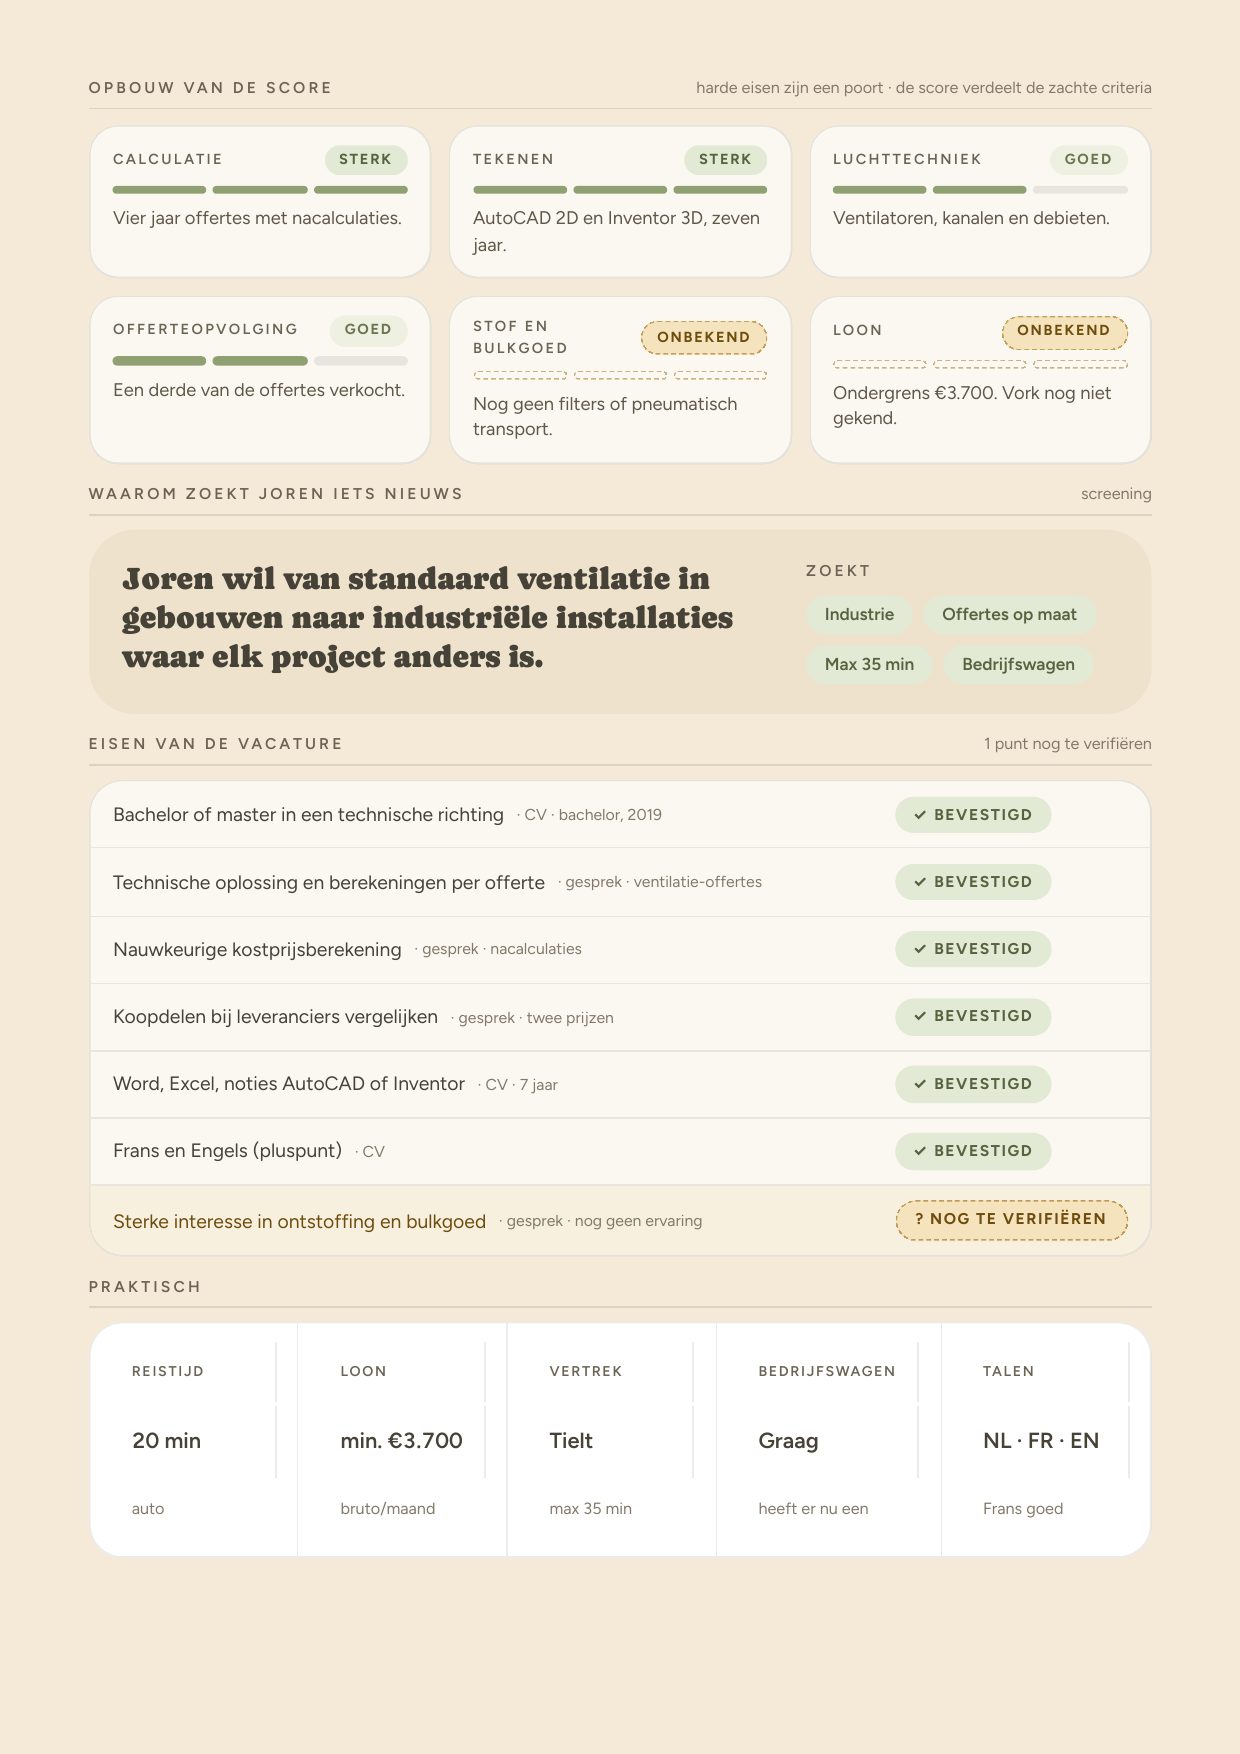 OPBOUW VAN DE SCORE
harde eisen zijn een poort · de score verdeelt de zachte criteria
CALCULATIE
STERK
Vier jaar offertes met nacalculaties.
TEKENEN
STERK
AutoCAD 2D en Inventor 3D, zeven
jaar.
LUCHTTECHNIEK
GOED
Ventilatoren, kanalen en debieten.
OFFERTEOPVOLGING
GOED
Een derde van de offertes verkocht.
STOF EN
BULKGOED
ONBEKEND
Nog geen filters of pneumatisch
transport.
LOON
ONBEKEND
Ondergrens €3.700. Vork nog niet
gekend.
WAAROM ZOEKT JOREN IETS NIEUWS
screening
Joren wil van standaard ventilatie in
gebouwen naar industriële installaties
waar elk project anders is.
ZOEKT
Industrie
Offertes op maat
Max 35 min
Bedrijfswagen
EISEN VAN DE VACATURE
1 punt nog te verifiëren
Bachelor of master in een technische richting · CV · bachelor, 2019
✓ BEVESTIGD
Technische oplossing en berekeningen per offerte · gesprek · ventilatie-offertes
✓ BEVESTIGD
Nauwkeurige kostprijsberekening · gesprek · nacalculaties
✓ BEVESTIGD
Koopdelen bij leveranciers vergelijken · gesprek · twee prijzen
✓ BEVESTIGD
Word, Excel, noties AutoCAD of Inventor · CV · 7 jaar
✓ BEVESTIGD
Frans en Engels (pluspunt) · CV
✓ BEVESTIGD
Sterke interesse in ontstoffing en bulkgoed · gesprek · nog geen ervaring
? NOG TE VERIFIËREN
PRAKTISCH
REISTIJD
20 min
auto
LOON
min. €3.700
bruto/maand
VERTREK
Tielt
max 35 min
BEDRIJFSWAGEN
Graag
heeft er nu een
TALEN
NL · FR · EN
Frans goed